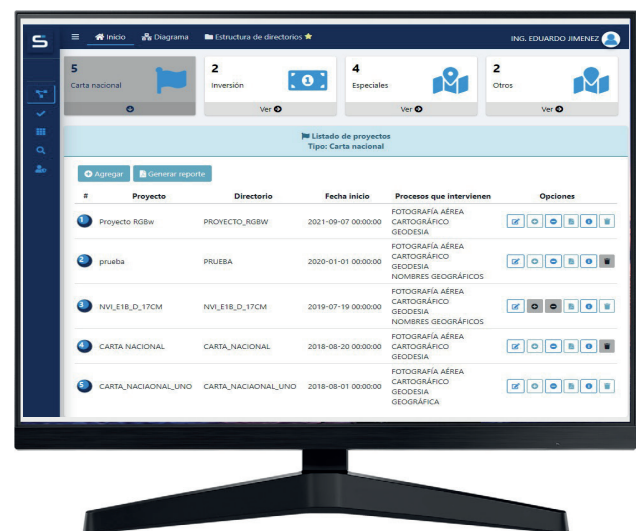 S
Inicio
Diagrama
Estructura de directorios
ING. EDUARDO JIMENEZ
5
Carta nacional
2
Inversión
Ver
4
Especiales
Ver
2
Otros
Ver
Listado de proyectos
Tipo: Carta nacional
Agregar
Generar reporte
# Proyecto Directorio Fecha inicio Procesos que intervienen Opciones
1 Proyecto RGBw PROYECTO_RGBW 2021-09-07 00:00:00 FOTOGRAFÍA AÉREA
CARTOGRÁFICO
GEODESIA
2 prueba PRUEBA 2020-01-01 00:00:00 FOTOGRAFÍA AÉREA
CARTOGRÁFICO
GEODESIA
NOMBRES GEOGRÁFICOS
3 NVI_E1B_D_17CM NVI_E1B_D_17CM 2019-07-19 00:00:00 FOTOGRAFÍA AÉREA
CARTOGRÁFICO
GEODESIA
NOMBRES GEOGRÁFICOS
4 CARTA NACIONAL CARTA_NACIONAL 2018-08-20 00:00:00 FOTOGRAFÍA AÉREA
CARTOGRÁFICO
GEODESIA
5 CARTA_NACIAONAL_UNO CARTA_NACIAONAL_UNO 2018-08-01 00:00:00 FOTOGRAFÍA AÉREA
CARTOGRÁFICO
GEODESIA
GEOGRÁFICA